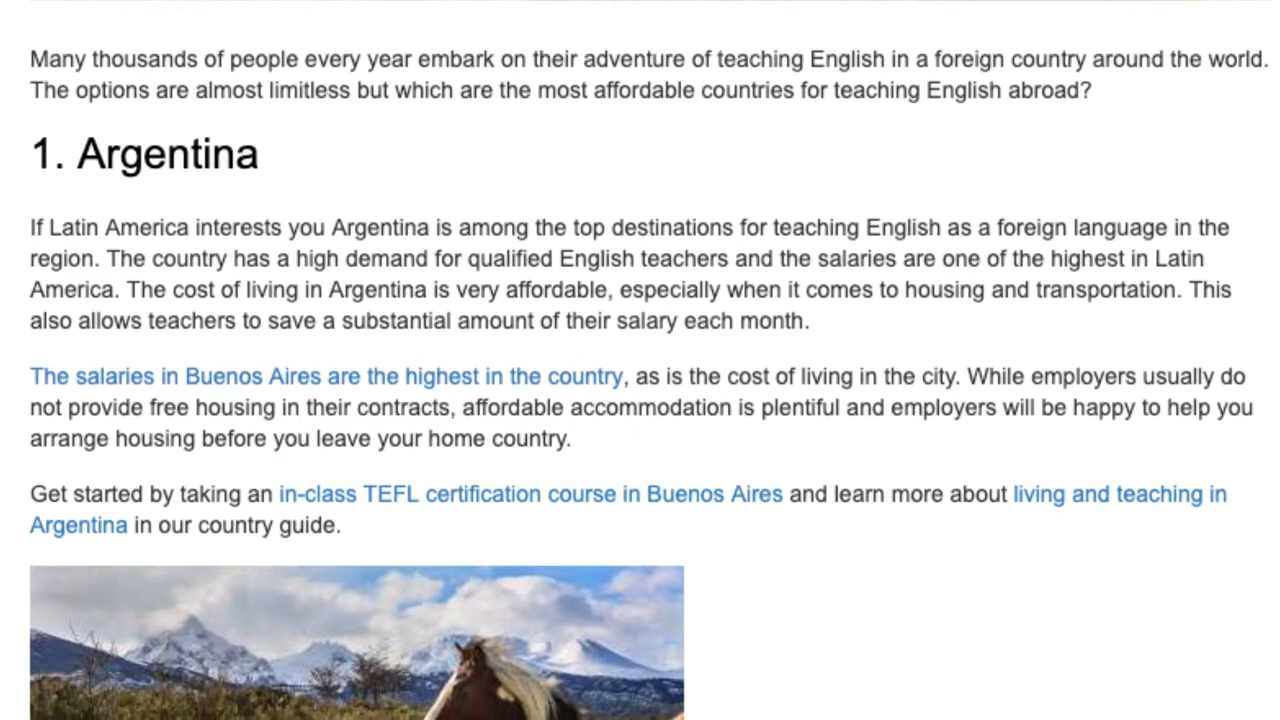 Many thousands of people every year embark on their adventure of teaching English in a foreign country around the world.
The options are almost limitless but which are the most affordable countries for teaching English abroad?
1. Argentina
If Latin America interests you Argentina is among the top destinations for teaching English as a foreign language in the
region. The country has a high demand for qualified English teachers and the salaries are one of the highest in Latin
America. The cost of living in Argentina is very affordable, especially when it comes to housing and transportation. This
also allows teachers to save a substantial amount of their salary each month.
The salaries in Buenos Aires are the highest in the country, as is the cost of living in the city. While employers usually do
not provide free housing in their contracts, affordable accommodation is plentiful and employers will be happy to help you
arrange housing before you leave your home country.
Get started by taking an in-class TEFL certification course in Buenos Aires and learn more about living and teaching in
Argentina in our country guide.